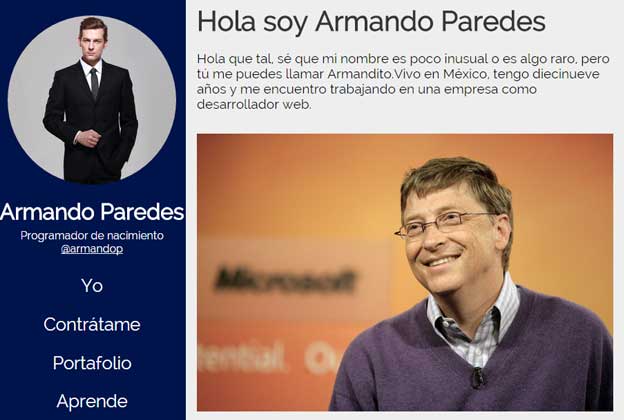 Armando Paredes
Programador de nacimiento
@armandop
Yo
Contrátame
Portafolio
Aprende
Hola soy Armando Paredes
Hola que tal, sé que mi nombre es poco inusual o es algo raro, pero
tú me puedes llamar Armandito.Vivo en México, tengo diecinueve
años y me encuentro trabajando en una empresa como
desarrollador web.
Microsoft